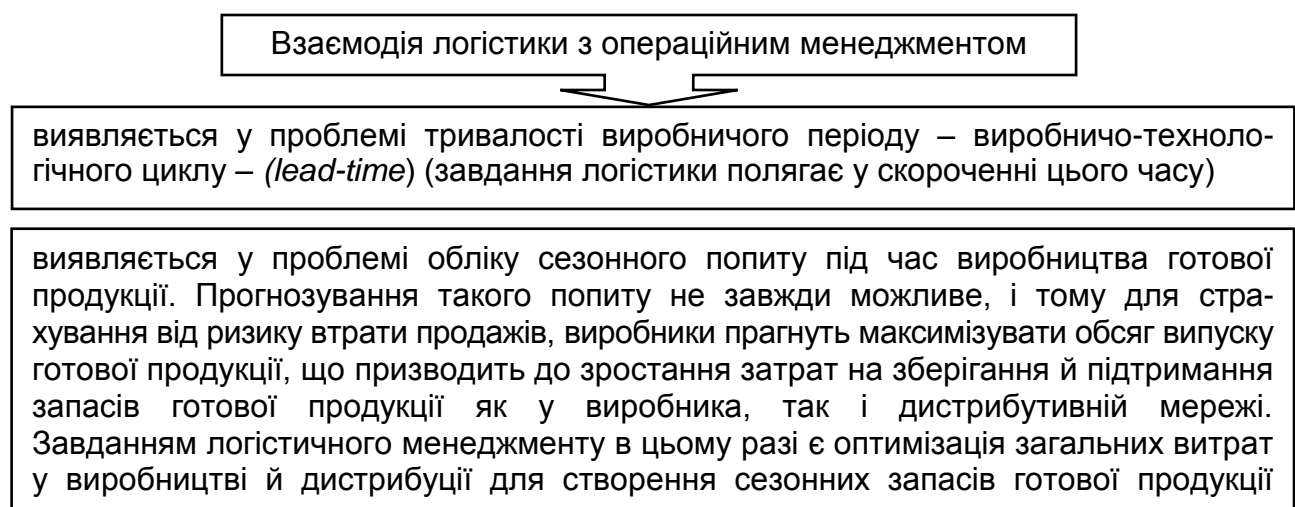 Взаємодія логістики з операційним менеджментом
виявляється у проблемі тривалості виробничого періоду – виробничо-техноло-
гічного циклу – (lead-time) (завдання логістики полягає у скороченні цього часу)
виявляється у проблемі обліку сезонного попиту під час виробництва готової
продукції. Прогнозування такого попиту не завжди можливе, і тому для стра-
хування від ризику втрати продажів, виробники прагнуть максимізувати обсяг випуску
готової продукції, що призводить до зростання затрат на зберігання й підтримання
запасів готової продукції як у виробника, так і дистрибутивній мережі.
Завданням логістичного менеджменту в цьому разі є оптимізація загальних витрат
у виробництві й дистрибуції для створення сезонних запасів готової продукції